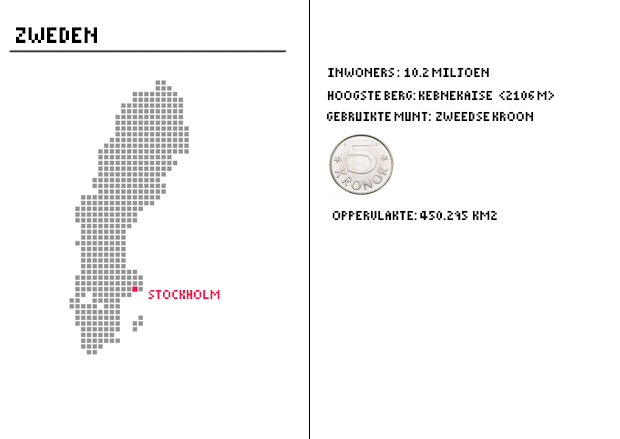 ZWEDEN
STOCKHOLM
INWONERS: 10.2 MILJOEN
HOOGSTE BERG: KEBNEKAISE <2106 M>
GEBRUIKTE MUNT: ZWEEDSE KROON
5
KRONOR
OPPERVLAKTE: 450.295 KM2